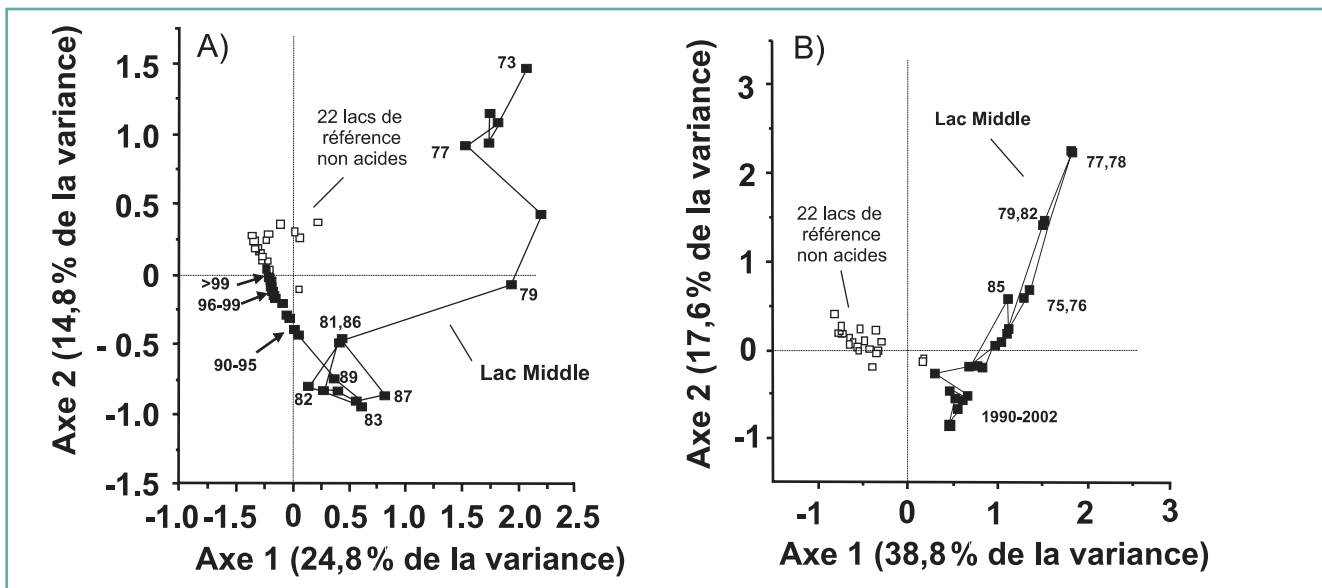 A)
Axe 2 (14,8 % de la variance)
1.5
1.0
0.5
0
- 0.5
-1.0
-1.5
73
22 lacs de
référence
non acides
77
>99
96-99
79
81,86
90-95
Lac Middle
89
87
82
83
-1.0 -0.5 0 0.5 1.0 1.5 2.0 2.5
Axe 1 (24,8 % de la variance)
B)
Axe 2 (17,6 % de la variance)
3
2
1
0
-1
Lac Middle
77,78
22 lacs de
référence
non acides
79,82
85
75,76
1990-2002
-1 0 1 2 3
Axe 1 (38,8 % de la variance)